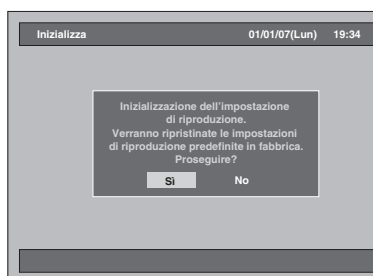 Inizializza 01/01/07(Lun) 19:34
Inizializzazione dell'impostazione
di riproduzione.
Verranno ripristinate le impostazioni
di riproduzione predefinite in fabbrica.
Proseguire?
Sì No